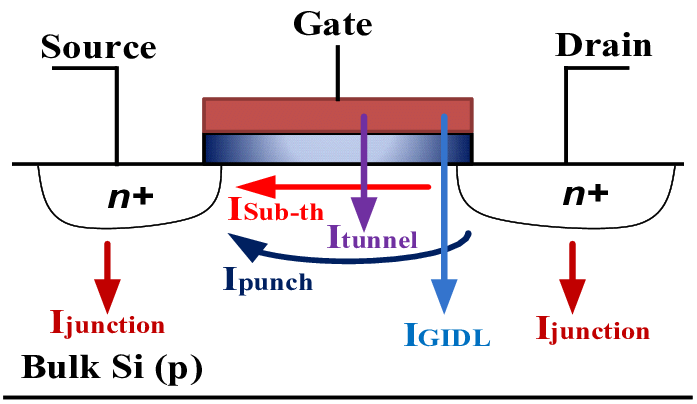 Gate
Source
Drain
n+
n+
ISub-th
Itunnel
Ipunch
Ijunction
IGIDL
Ijunction
Bulk Si (p)